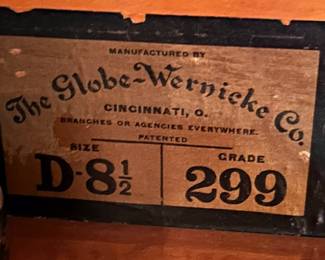 MANUFACTURED BY
The Globe-Wernicke Co.
CINCINNATI, O.
BRANCHES OR AGENCIES EVERYWHERE.
PATENTED
SIZE GRADE
D-8½ 299